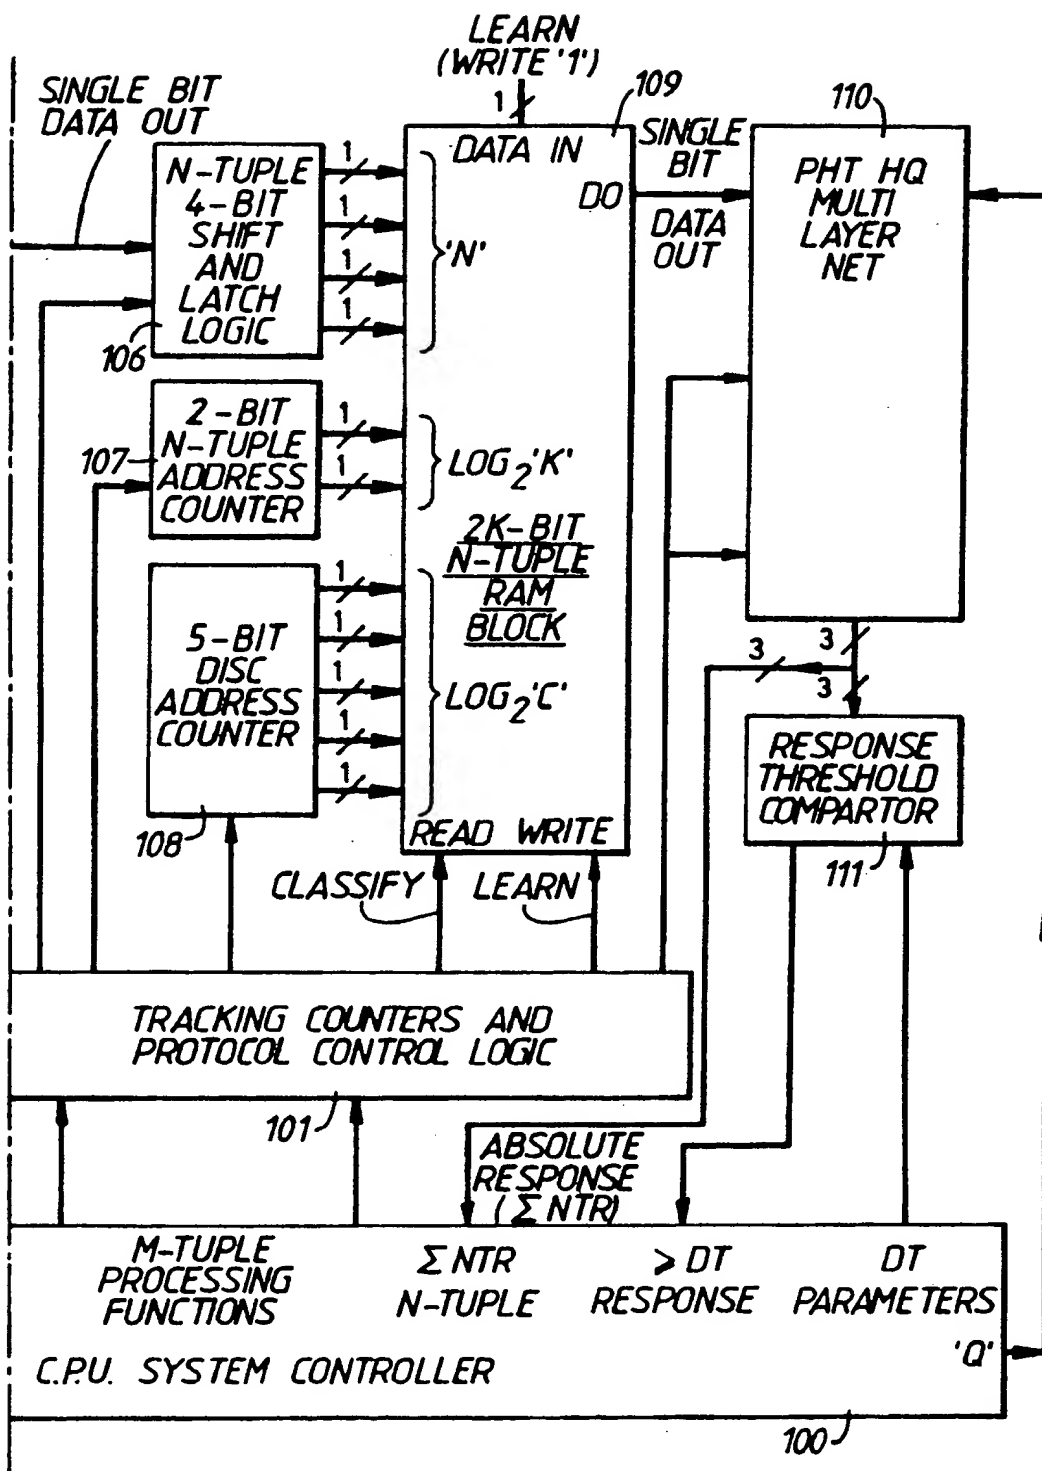 LEARN
(WRITE '1')
1
109
110
SINGLE BIT
DATA OUT
N-TUPLE
4-BIT
SHIFT
AND
LATCH
LOGIC
106
1
1
1
1
DATA IN
DO
'N'
SINGLE
BIT
DATA
OUT
PHT HQ
MULTI
LAYER
NET
2-BIT
N-TUPLE
ADDRESS
COUNTER
107
1
1
LOG2'K'
2K-BIT
N-TUPLE
RAM
BLOCK
5-BIT
DISC
ADDRESS
COUNTER
108
1
1
1
1
1
LOG2'C'
READ WRITE
3
3
3
RESPONSE
THRESHOLD
COMPARTOR
111
CLASSIFY
LEARN
TRACKING COUNTERS AND
PROTOCOL CONTROL LOGIC
101
ABSOLUTE
RESPONSE
(Σ NTR)
M-TUPLE
PROCESSING
FUNCTIONS
Σ NTR
N-TUPLE
⩾ DT
RESPONSE
DT
PARAMETERS
'Q'
C.P.U. SYSTEM CONTROLLER
100